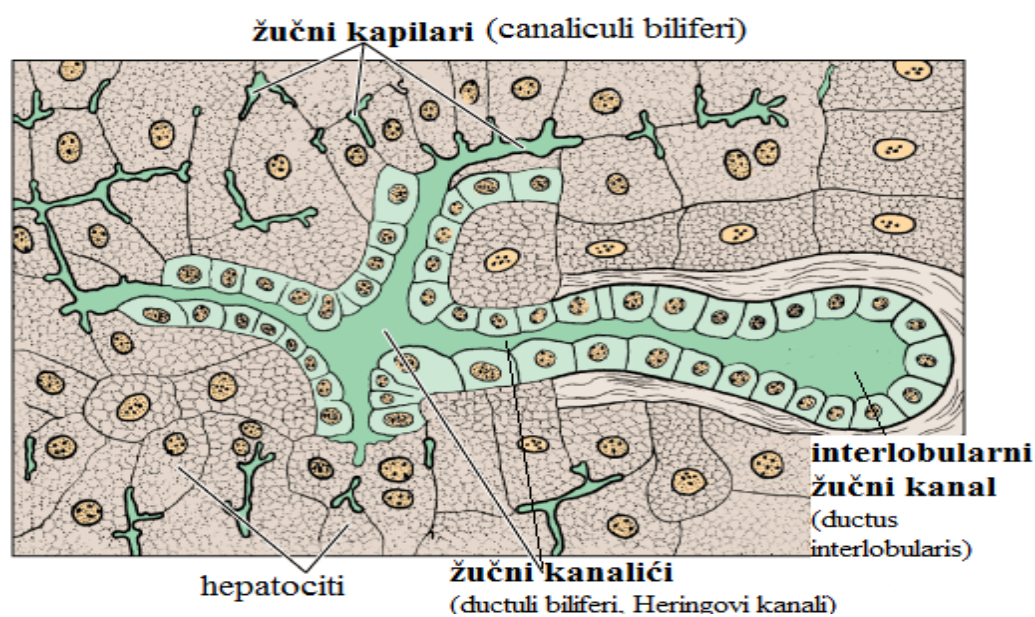 žučni kapilari (canaliculi biliferi)
interlobularni
žučni kanal
(ductus
interlobularis)
hepatociti
žučni kanalići
(ductuli biliferi, Heringovi kanali)